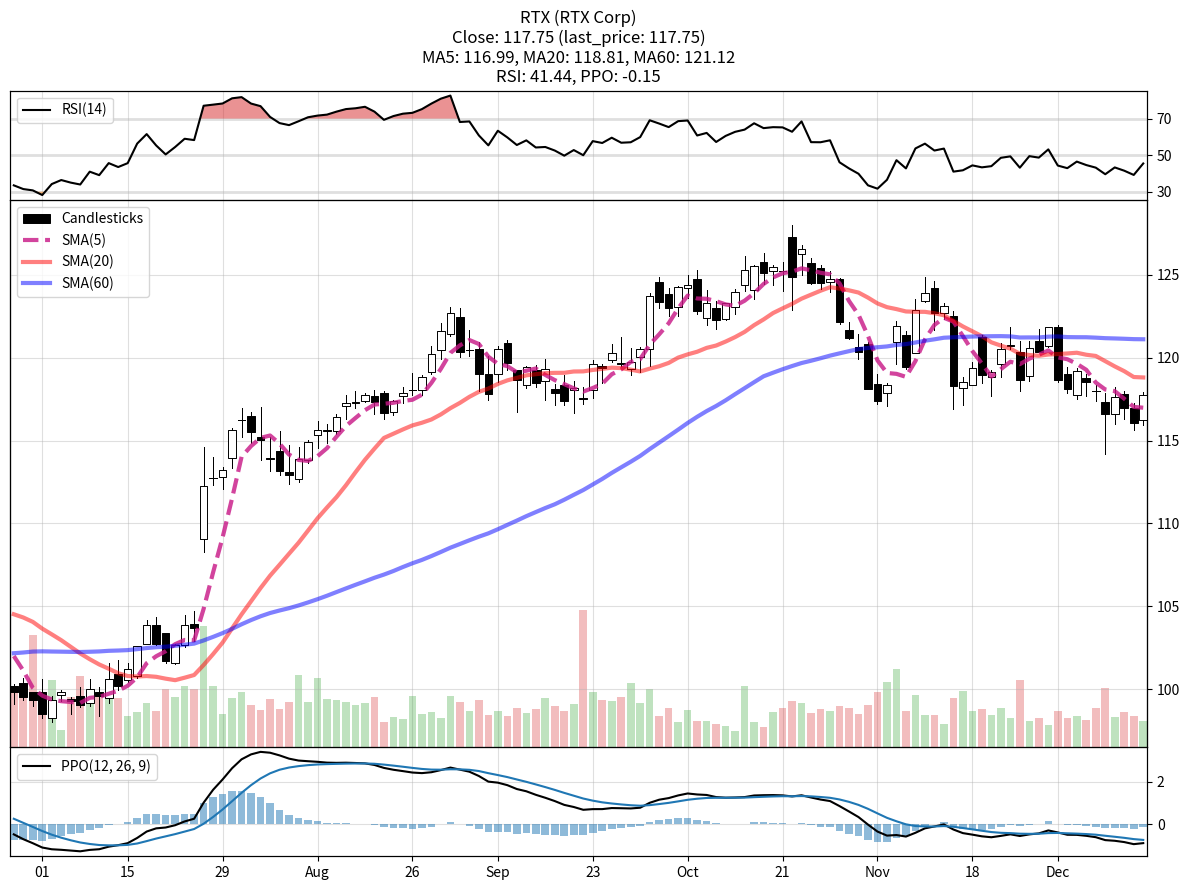 RTX (RTX Corp)
Close: 117.75 (last_price: 117.75)
MA5: 116.99, MA20: 118.81, MA60: 121.12
RSI: 41.44, PPO: -0.15
RSI(14)
70
50
30
Candlesticks
SMA(5)
SMA(20)
SMA(60)
125
120
115
110
105
100
PPO(12, 26, 9)
2
0
01 15 29 Aug 26 Sep 23 Oct 21 Nov 18 Dec